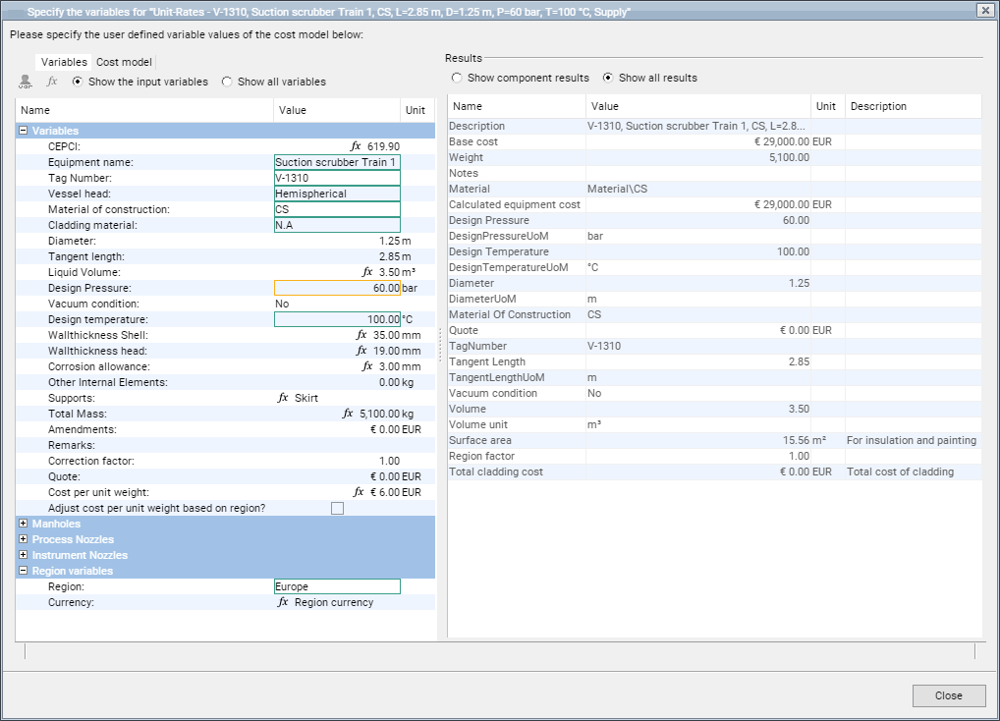 Specify the variables for "Unit-Rates - V-1310, Suction scrubber Train 1, CS, L=2.85 m, D=1.25 m, P=60 bar, T=100 °C, Supply"
Please specify the user defined variable values of the cost model below:
Variables Cost model
var fx Show the input variables Show all variables
Name Value Unit
Variables
CEPCI: fx 619.90
Equipment name: Suction scrubber Train 1
Tag Number: V-1310
Vessel head: Hemispherical
Material of construction: CS
Cladding material: N.A
Diameter: 1.25 m
Tangent length: 2.85 m
Liquid Volume: fx 3.50 m³
Design Pressure: 60.00 bar
Vacuum condition: No
Design temperature: 100.00 °C
Wallthickness Shell: fx 35.00 mm
Wallthickness head: fx 19.00 mm
Corrosion allowance: fx 3.00 mm
Other Internal Elements: 0.00 kg
Supports: fx Skirt
Total Mass: fx 5,100.00 kg
Amendments: € 0.00 EUR
Remarks:
Correction factor: 1.00
Quote: € 0.00 EUR
Cost per unit weight: fx € 6.00 EUR
Adjust cost per unit weight based on region?
Manholes
Process Nozzles
Instrument Nozzles
Region variables
Region: Europe
Currency: fx Region currency
Results
Show component results Show all results
Name Value Unit Description
Description V-1310, Suction scrubber Train 1, CS, L=2.8...
Base cost € 29,000.00 EUR
Weight 5,100.00
Notes
Material Material\CS
Calculated equipment cost € 29,000.00 EUR
Design Pressure 60.00
DesignPressureUoM bar
Design Temperature 100.00
DesignTemperatureUoM °C
Diameter 1.25
DiameterUoM m
Material Of Construction CS
Quote € 0.00 EUR
TagNumber V-1310
Tangent Length 2.85
TangentLengthUoM m
Vacuum condition No
Volume 3.50
Volume unit m³
Surface area 15.56 m² For insulation and painting
Region factor 1.00
Total cladding cost € 0.00 EUR Total cost of cladding
Close